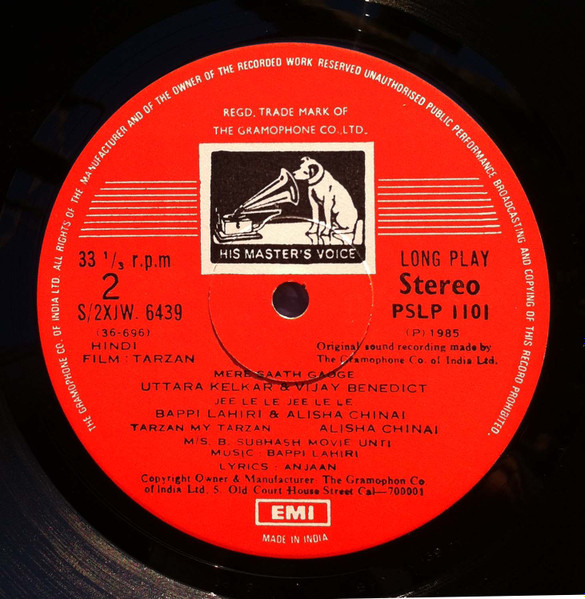 THE GRAMOPHONE CO. OF INDIA LTD. ALL RIGHTS OF THE MANUFACTURER AND OF THE OWNER OF THE RECORDED WORK RESERVED UNAUTHORISED PUBLIC PERFORMANCE BROADCASTING AND COPYING OF THIS RECORD PROHIBITED.
REGD. TRADE MARK OF
THE GRAMOPHONE CO., LTD.
HIS MASTER'S VOICE
33 1/3 r.p.m
2
S/2XJW. 6439
(36-696)
HINDI
FILM : TARZAN
LONG PLAY
Stereo
PSLP 1101
(P) 1985
Original sound recording made by
The Gramophone Co. of India Ltd.
MERE SAATH GAOGE
UTTARA KELKAR & VIJAY BENEDICT
JEE LE LE JEE LE LE
BAPPI LAHIRI & ALISHA CHINAI
TARZAN MY TARZAN ALISHA CHINAI
M/S. B. SUBHASH MOVIE UNTI
MUSIC : BAPPI LAHIRI
LYRICS : ANJAAN
Copyright Owner & Manufacturer. The Gramophon Co
of India Ltd. 5. Old Court House Street Cal—700001
EMI
MADE IN INDIA